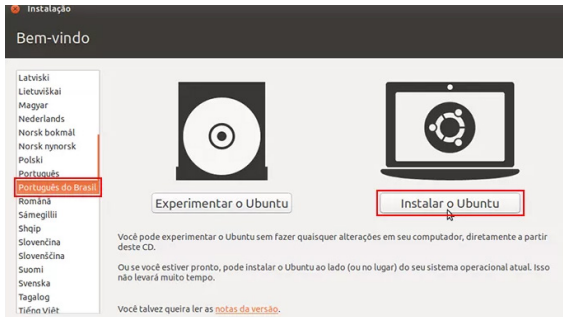 Instalação
Bem-vindo
Latviski
Lietuviškai
Magyar
Nederlands
Norsk bokmål
Norsk nynorsk
Polski
Português
Português do Brasil
Română
Sámegillii
Shqip
Slovenčina
Slovenščina
Suomi
Svenska
Tagalog
Tiếng Việt
Experimentar o Ubuntu
Instalar o Ubuntu
Você pode experimentar o Ubuntu sem fazer quaisquer alterações em seu computador, diretamente a partir
deste CD.
Ou se você estiver pronto, pode instalar o Ubuntu ao lado (ou no lugar) do seu sistema operacional atual. Isso
não levará muito tempo.
Você talvez queira ler as notas da versão.